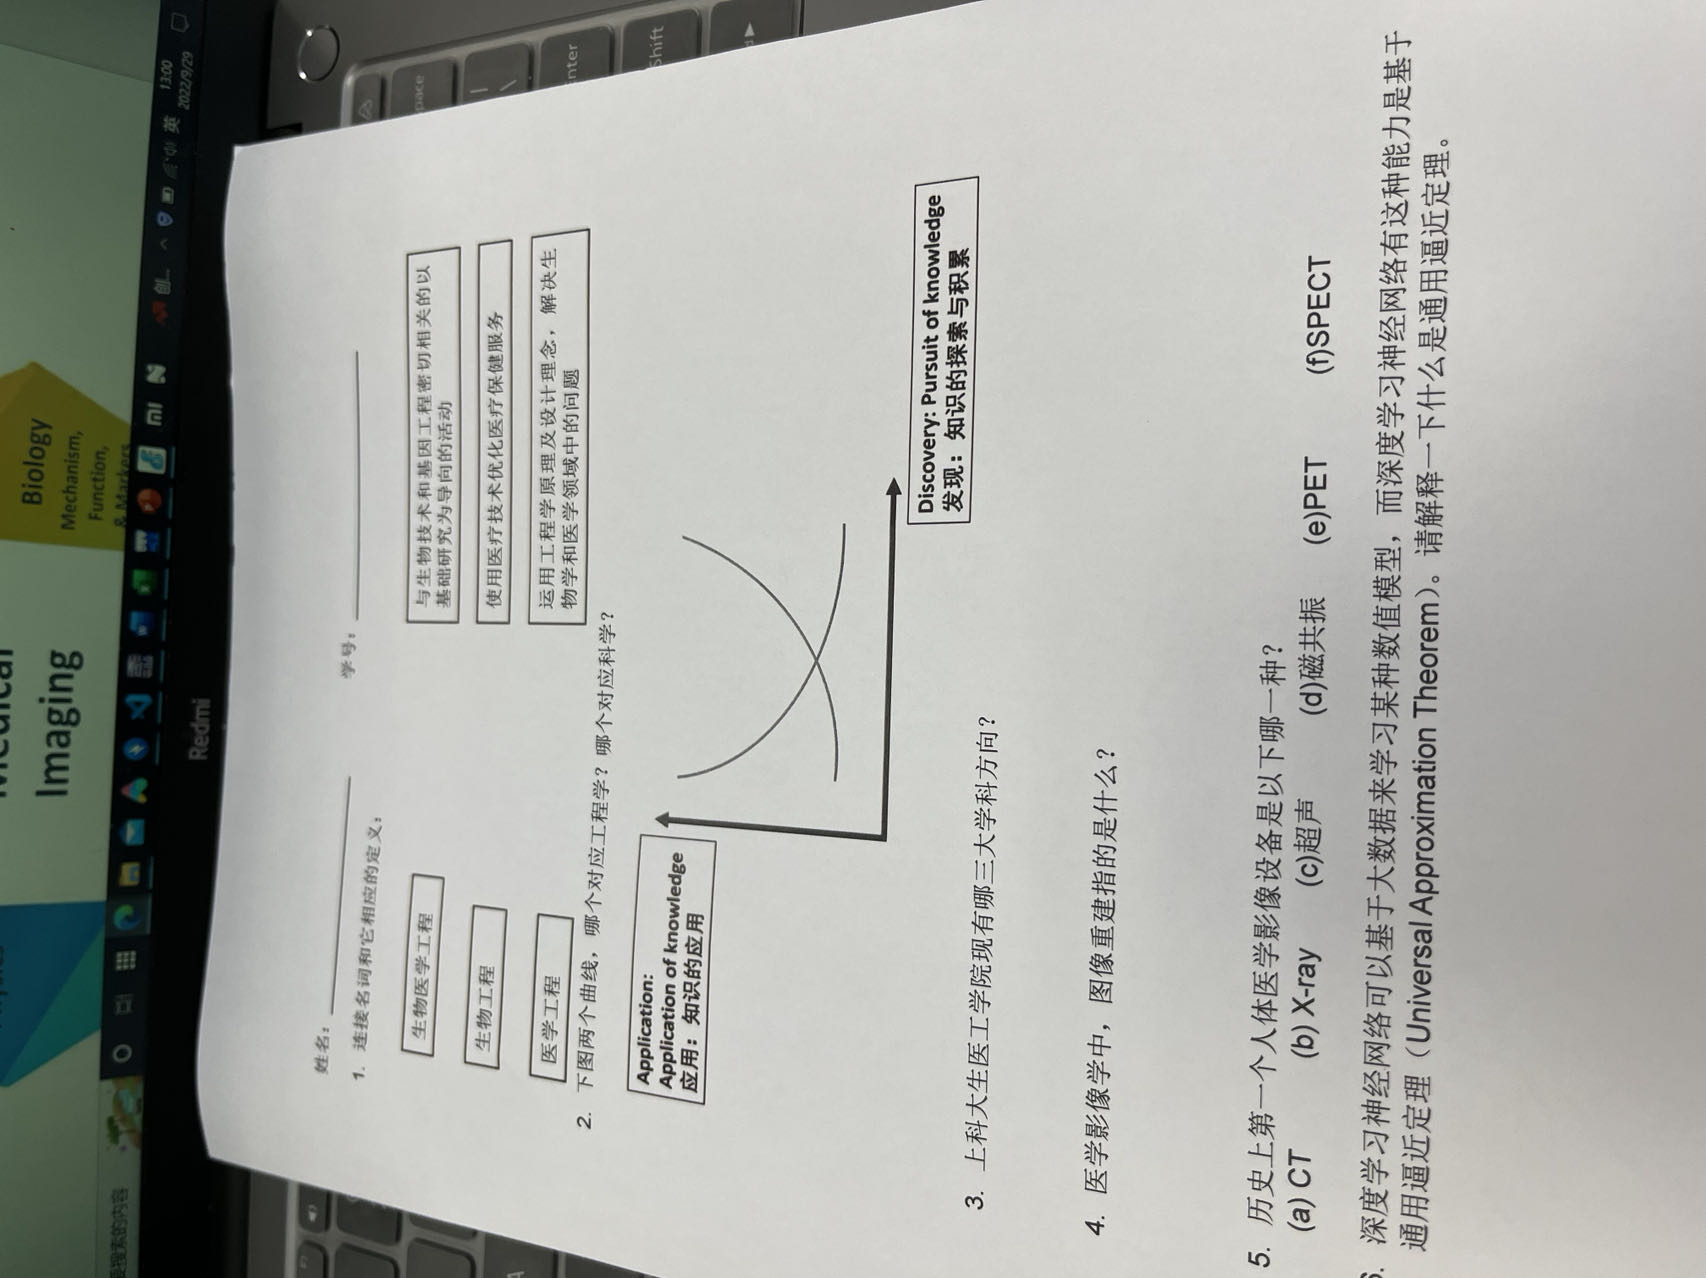 Imaging
Biology
Mechanism,
Function,
& Markers
要搜索的内容
创...
英
13:00
2022/9/29
Redmi
姓名：
学号：
1. 连接名词和它相应的定义：
生物医学工程
与生物技术和基因工程密切相关的以
基础研究为导向的活动
生物工程
使用医疗技术优化医疗保健服务
医学工程
运用工程学原理及设计理念，解决生
物学和医学领域中的问题
2. 下图两个曲线，哪个对应工程学？哪个对应科学？
Application:
Application of knowledge
应用：知识的应用
Discovery: Pursuit of knowledge
发现：知识的探索与积累
3. 上科大生医工学院现有哪三大学科方向？
4. 医学影像学中，图像重建指的是什么？
5. 历史上第一个人体医学影像设备是以下哪一种？
(a) CT (b) X-ray (c)超声 (d)磁共振 (e)PET (f)SPECT
6. 深度学习神经网络可以基于大数据来学习某种数值模型，而深度学习神经网络有这种能力是基于
通用逼近定理（Universal Approximation Theorem）。请解释一下什么是通用逼近定理。